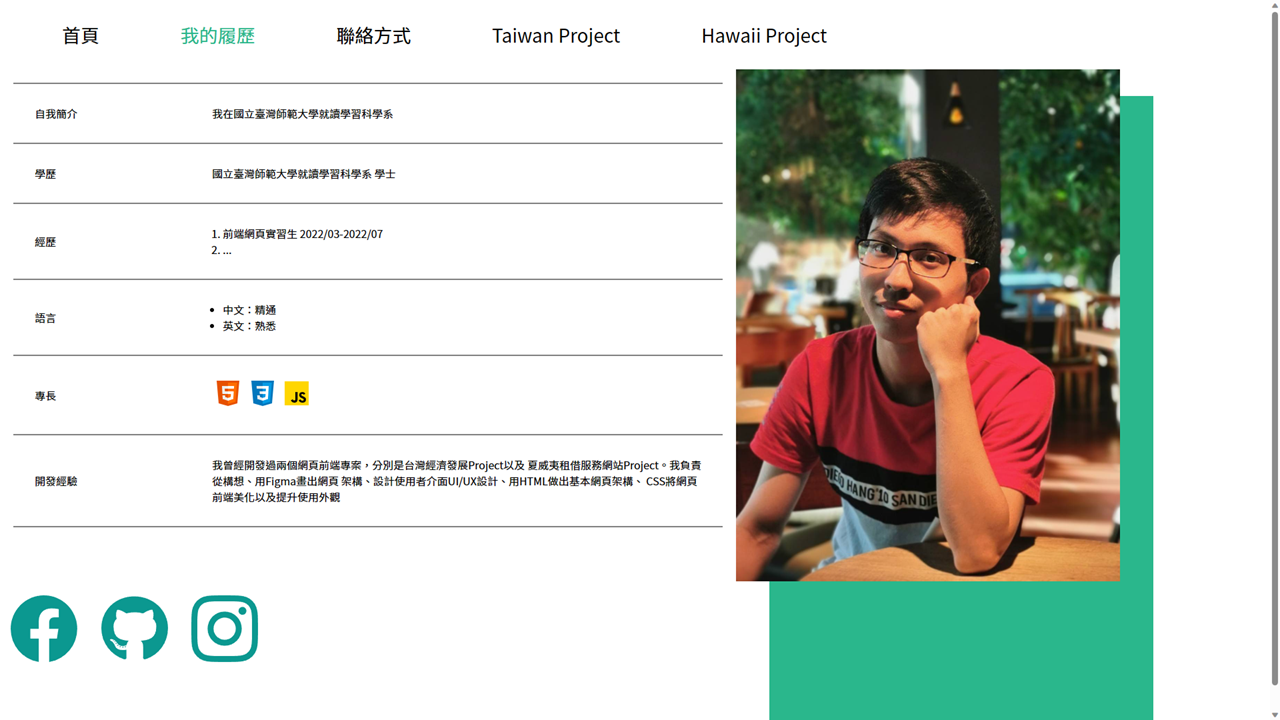 首頁 我的履歷 聯絡方式 Taiwan Project Hawaii Project
自我簡介 我在國立臺灣師範大學就讀學習科學系
學歷 國立臺灣師範大學就讀學習科學系 學士
經歷
1. 前端網頁實習生 2022/03-2022/07
2. ...
語言
中文：精通
英文：熟悉
專長 5 3 JS
開發經驗
我曾經開發過兩個網頁前端專案，分別是台灣經濟發展Project以及 夏威夷租借服務網站Project。我負責
從構想、用Figma畫出網頁 架構、設計使用者介面UI/UX設計、用HTML做出基本網頁架構、 CSS將網頁
前端美化以及提升使用外觀
DIEGO HANG 10 SAN DIE